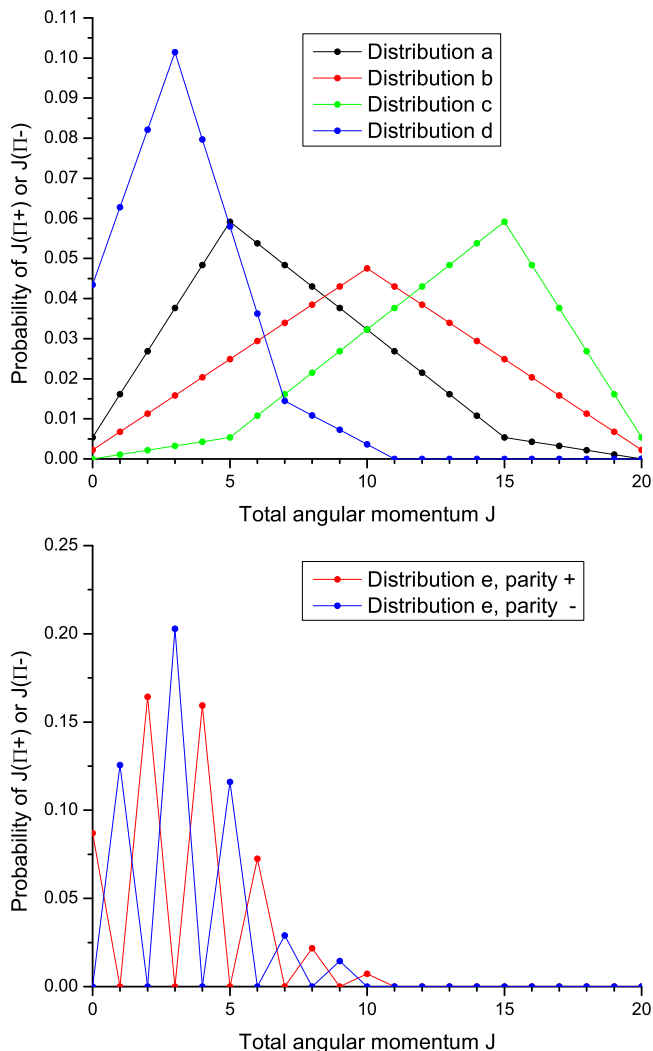 0.11
0.10
0.09
0.08
0.07
0.06
0.05
0.04
0.03
0.02
0.01
0.00
Probability of J(Π+) or J(Π-)
Distribution a
Distribution b
Distribution c
Distribution d
0 5 10 15 20
Total angular momentum J
0.25
0.20
0.15
0.10
0.05
0.00
Probability of J(Π+) or J(Π-)
Distribution e, parity +
Distribution e, parity -
0 5 10 15 20
Total angular momentum J